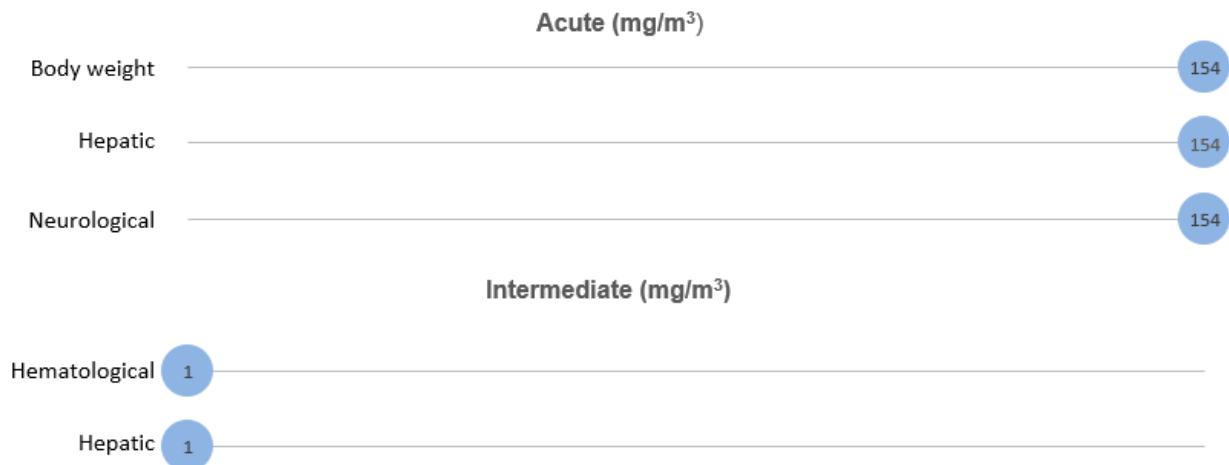 Acute (mg/m³)
Body weight 154
Hepatic 154
Neurological 154
Intermediate (mg/m³)
Hematological 1
Hepatic 1